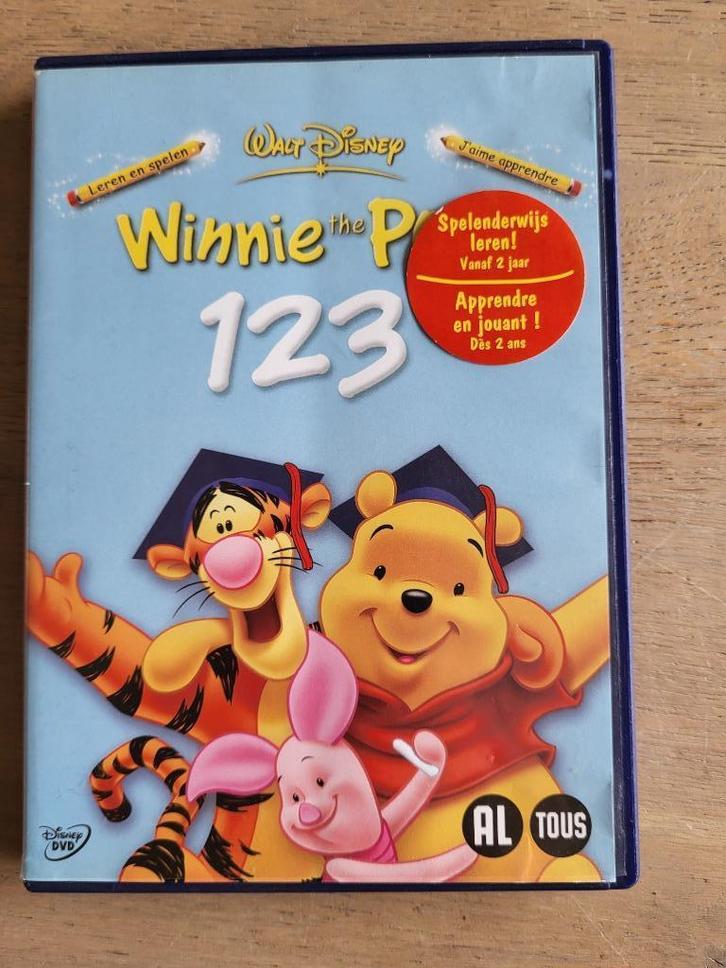 WALT DISNEY
Leren en spelen
J'aime apprendre
Winnie the P
Spelenderwijs
leren!
Vanaf 2 jaar
Apprendre
en jouant !
Dès 2 ans
123
Disney
DVD
AL
TOUS